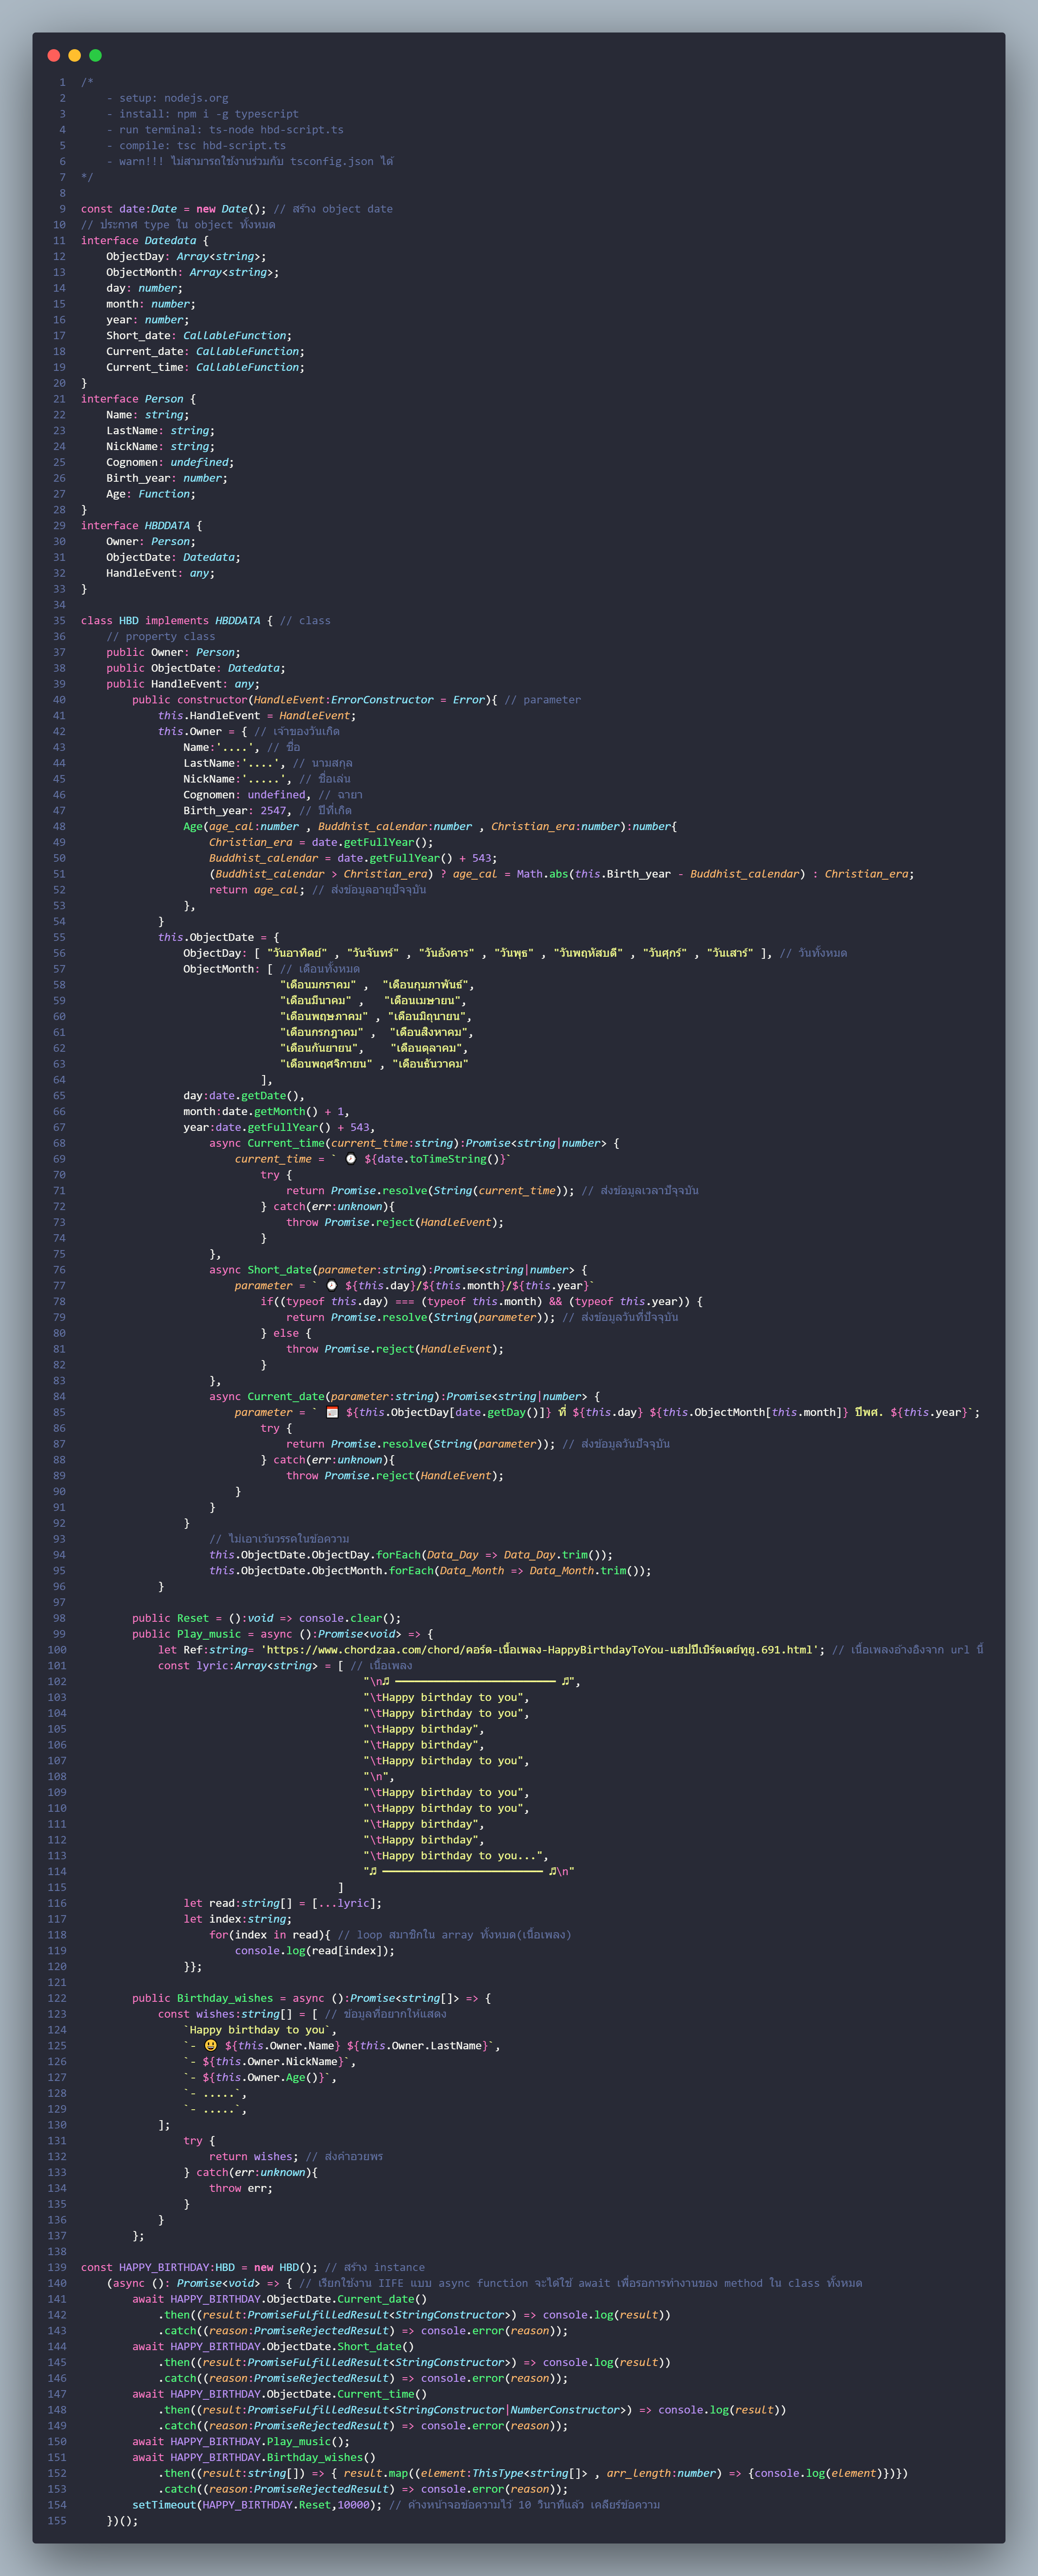 1 /*
2     - setup: nodejs.org
3     - install: npm i -g typescript
4     - run terminal: ts-node hbd-script.ts
5     - compile: tsc hbd-script.ts
6     - warn!!! ไม่สามารถใช้งานร่วมกับ tsconfig.json ได้
7 */
8
9 const date:Date = new Date(); // สร้าง object date
10 // ประกาศ type ใน object ทั้งหมด
11 interface Datedata {
12     ObjectDay: Array<string>;
13     ObjectMonth: Array<string>;
14     day: number;
15     month: number;
16     year: number;
17     Short_date: CallableFunction;
18     Current_date: CallableFunction;
19     Current_time: CallableFunction;
20 }
21 interface Person {
22     Name: string;
23     LastName: string;
24     NickName: string;
25     Cognomen: undefined;
26     Birth_year: number;
27     Age: Function;
28 }
29 interface HBDDATA {
30     Owner: Person;
31     ObjectDate: Datedata;
32     HandleEvent: any;
33 }
34
35 class HBD implements HBDDATA { // class
36     // property class
37     public Owner: Person;
38     public ObjectDate: Datedata;
39     public HandleEvent: any;
40         public constructor(HandleEvent:ErrorConstructor = Error){ // parameter
41             this.HandleEvent = HandleEvent;
42             this.Owner = { // เจ้าของวันเกิด
43                 Name:'....', // ชื่อ
44                 LastName:'....', // นามสกุล
45                 NickName:'.....', // ชื่อเล่น
46                 Cognomen: undefined, // ฉายา
47                 Birth_year: 2547, // ปีที่เกิด
48                 Age(age_cal:number , Buddhist_calendar:number , Christian_era:number):number{
49                     Christian_era = date.getFullYear();
50                     Buddhist_calendar = date.getFullYear() + 543;
51                     (Buddhist_calendar > Christian_era) ? age_cal = Math.abs(this.Birth_year - Buddhist_calendar) : Christian_era;
52                     return age_cal; // ส่งข้อมูลอายุปัจจุบัน
53                 },
54             }
55             this.ObjectDate = {
56                 ObjectDay: [ "วันอาทิตย์" , "วันจันทร์" , "วันอังคาร" , "วันพุธ" , "วันพฤหัสบดี" , "วันศุกร์" , "วันเสาร์" ], // วันทั้งหมด
57                 ObjectMonth: [ // เดือนทั้งหมด
58                                "เดือนมกราคม" ,  "เดือนกุมภาพันธ์",
59                                "เดือนมีนาคม" ,   "เดือนเมษายน",
60                                "เดือนพฤษภาคม" , "เดือนมิถุนายน",
61                                "เดือนกรกฎาคม" ,  "เดือนสิงหาคม",
62                                "เดือนกันยายน",    "เดือนตุลาคม",
63                                "เดือนพฤศจิกายน" , "เดือนธันวาคม"
64                             ],
65                 day:date.getDate(),
66                 month:date.getMonth() + 1,
67                 year:date.getFullYear() + 543,
68                     async Current_time(current_time:string):Promise<string|number> {
69                         current_time = ` 🕗 ${date.toTimeString()}`
70                             try {
71                                 return Promise.resolve(String(current_time)); // ส่งข้อมูลเวลาปัจุจบัน
72                             } catch(err:unknown){
73                                 throw Promise.reject(HandleEvent);
74                             }
75                     },
76                     async Short_date(parameter:string):Promise<string|number> {
77                         parameter = ` 🕗 ${this.day}/${this.month}/${this.year}`
78                             if((typeof this.day) === (typeof this.month) && (typeof this.year)) {
79                                 return Promise.resolve(String(parameter)); // ส่งข้อมูลวันที่ปัจจุบัน
80                             } else {
81                                 throw Promise.reject(HandleEvent);
82                             }
83                     },
84                     async Current_date(parameter:string):Promise<string|number> {
85                         parameter = ` 📅 ${this.ObjectDay[date.getDay()]} ที่ ${this.day} ${this.ObjectMonth[this.month]} ปีพศ. ${this.year}`;
86                             try {
87                                 return Promise.resolve(String(parameter)); // ส่งข้อมูลวันปัจจุบัน
88                             } catch(err:unknown){
89                                 throw Promise.reject(HandleEvent);
90                         }
91                     }
92                 }
93                     // ไม่เอาเว้นวรรคในข้อความ
94                     this.ObjectDate.ObjectDay.forEach(Data_Day => Data_Day.trim());
95                     this.ObjectDate.ObjectMonth.forEach(Data_Month => Data_Month.trim());
96             }
97
98         public Reset = ():void => console.clear();
99         public Play_music = async ():Promise<void> => {
100             let Ref:string= 'https://www.chordzaa.com/chord/คอร์ด-เนื้อเพลง-HappyBirthdayToYou-แฮปปี้เบิร์ดเดย์ทูยู.691.html'; // เนื้อเพลงอ้างอิงจาก url นี้
101             const lyric:Array<string> = [ // เนื้อเพลง
102                                             "\n♬ ━━━━━━━━━━━━━━━━━━━━━━━━━ ♬",
103                                             "\tHappy birthday to you",
104                                             "\tHappy birthday to you",
105                                             "\tHappy birthday",
106                                             "\tHappy birthday",
107                                             "\tHappy birthday to you",
108                                             "\n",
109                                             "\tHappy birthday to you",
110                                             "\tHappy birthday to you",
111                                             "\tHappy birthday",
112                                             "\tHappy birthday",
113                                             "\tHappy birthday to you...",
114                                             "♬ ━━━━━━━━━━━━━━━━━━━━━━━━━ ♬\n"
115                                         ]
116                 let read:string[] = [...lyric];
117                 let index:string;
118                     for(index in read){ // loop สมาชิกใน array ทั้งหมด(เนื้อเพลง)
119                         console.log(read[index]);
120                 }};
121
122         public Birthday_wishes = async ():Promise<string[]> => {
123             const wishes:string[] = [ // ข้อมูลที่อยากให้แสดง
124                 `Happy birthday to you`,
125                 `- 😃 ${this.Owner.Name} ${this.Owner.LastName}`,
126                 `- ${this.Owner.NickName}`,
127                 `- ${this.Owner.Age()}`,
128                 `- .....`,
129                 `- .....`,
130             ];
131                 try {
132                     return wishes; // ส่งคำอวยพร
133                 } catch(err:unknown){
134                     throw err;
135                 }
136             }
137         };
138
139 const HAPPY_BIRTHDAY:HBD = new HBD(); // สร้าง instance
140     (async (): Promise<void> => { // เรียกใช้งาน IIFE แบบ async function จะได้ใช้ await เพื่อรอการทำงานของ method ใน class ทั้งหมด
141         await HAPPY_BIRTHDAY.ObjectDate.Current_date()
142             .then((result:PromiseFulfilledResult<StringConstructor>) => console.log(result))
143             .catch((reason:PromiseRejectedResult) => console.error(reason));
144         await HAPPY_BIRTHDAY.ObjectDate.Short_date()
145             .then((result:PromiseFulfilledResult<StringConstructor>) => console.log(result))
146             .catch((reason:PromiseRejectedResult) => console.error(reason));
147         await HAPPY_BIRTHDAY.ObjectDate.Current_time()
148             .then((result:PromiseFulfilledResult<StringConstructor|NumberConstructor>) => console.log(result))
149             .catch((reason:PromiseRejectedResult) => console.error(reason));
150         await HAPPY_BIRTHDAY.Play_music();
151         await HAPPY_BIRTHDAY.Birthday_wishes()
152             .then((result:string[]) => { result.map((element:ThisType<string[]> , arr_length:number) => {console.log(element)})})
153             .catch((reason:PromiseRejectedResult) => console.error(reason));
154         setTimeout(HAPPY_BIRTHDAY.Reset,10000); // ค้างหน้าจอข้อความไว้ 10 วินาทีแล้ว เคลียร์ข้อความ
155     })();